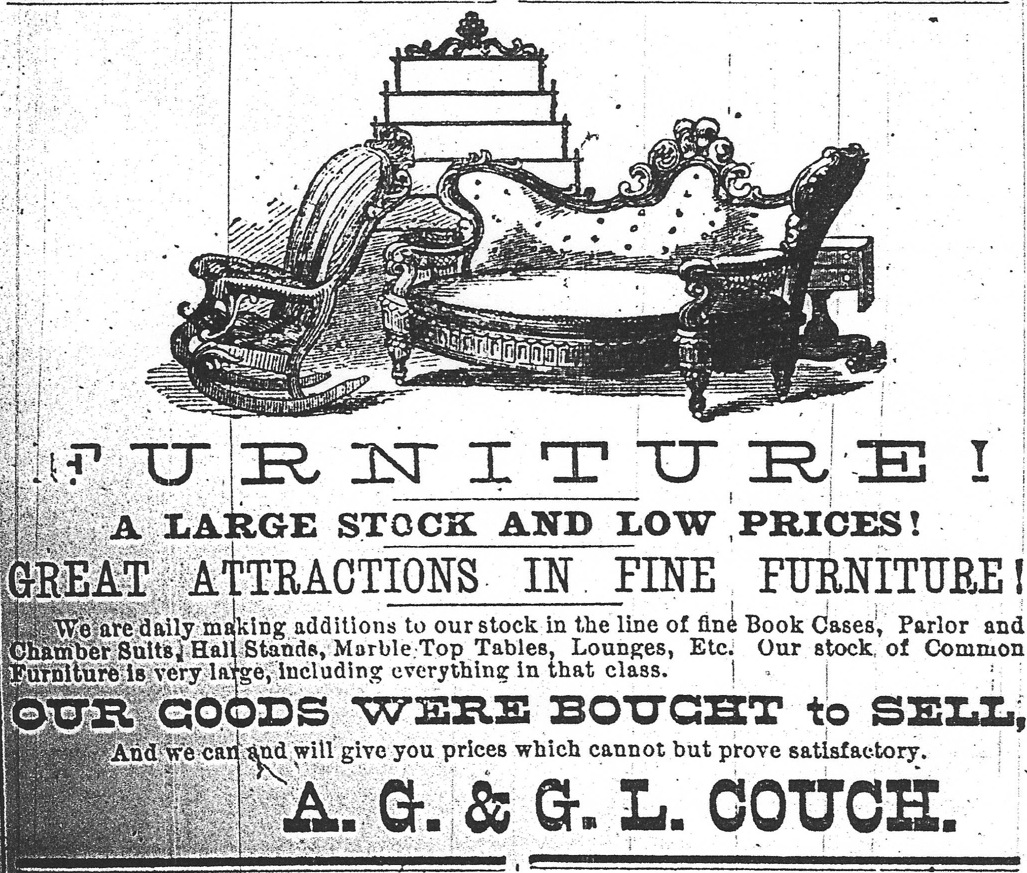 FURNITURE!
A LARGE STOCK AND LOW PRICES!
GREAT ATTRACTIONS IN FINE FURNITURE!
We are daily making additions to our stock in the line of fine Book Cases, Parlor and
Chamber Suits, Hall Stands, Marble Top Tables, Lounges, Etc. Our stock of Common
Furniture is very large, including everything in that class.
OUR GOODS WERE BOUGHT to SELL,
And we can and will give you prices which cannot but prove satisfactory.
A. G. & G. L. COUCH.